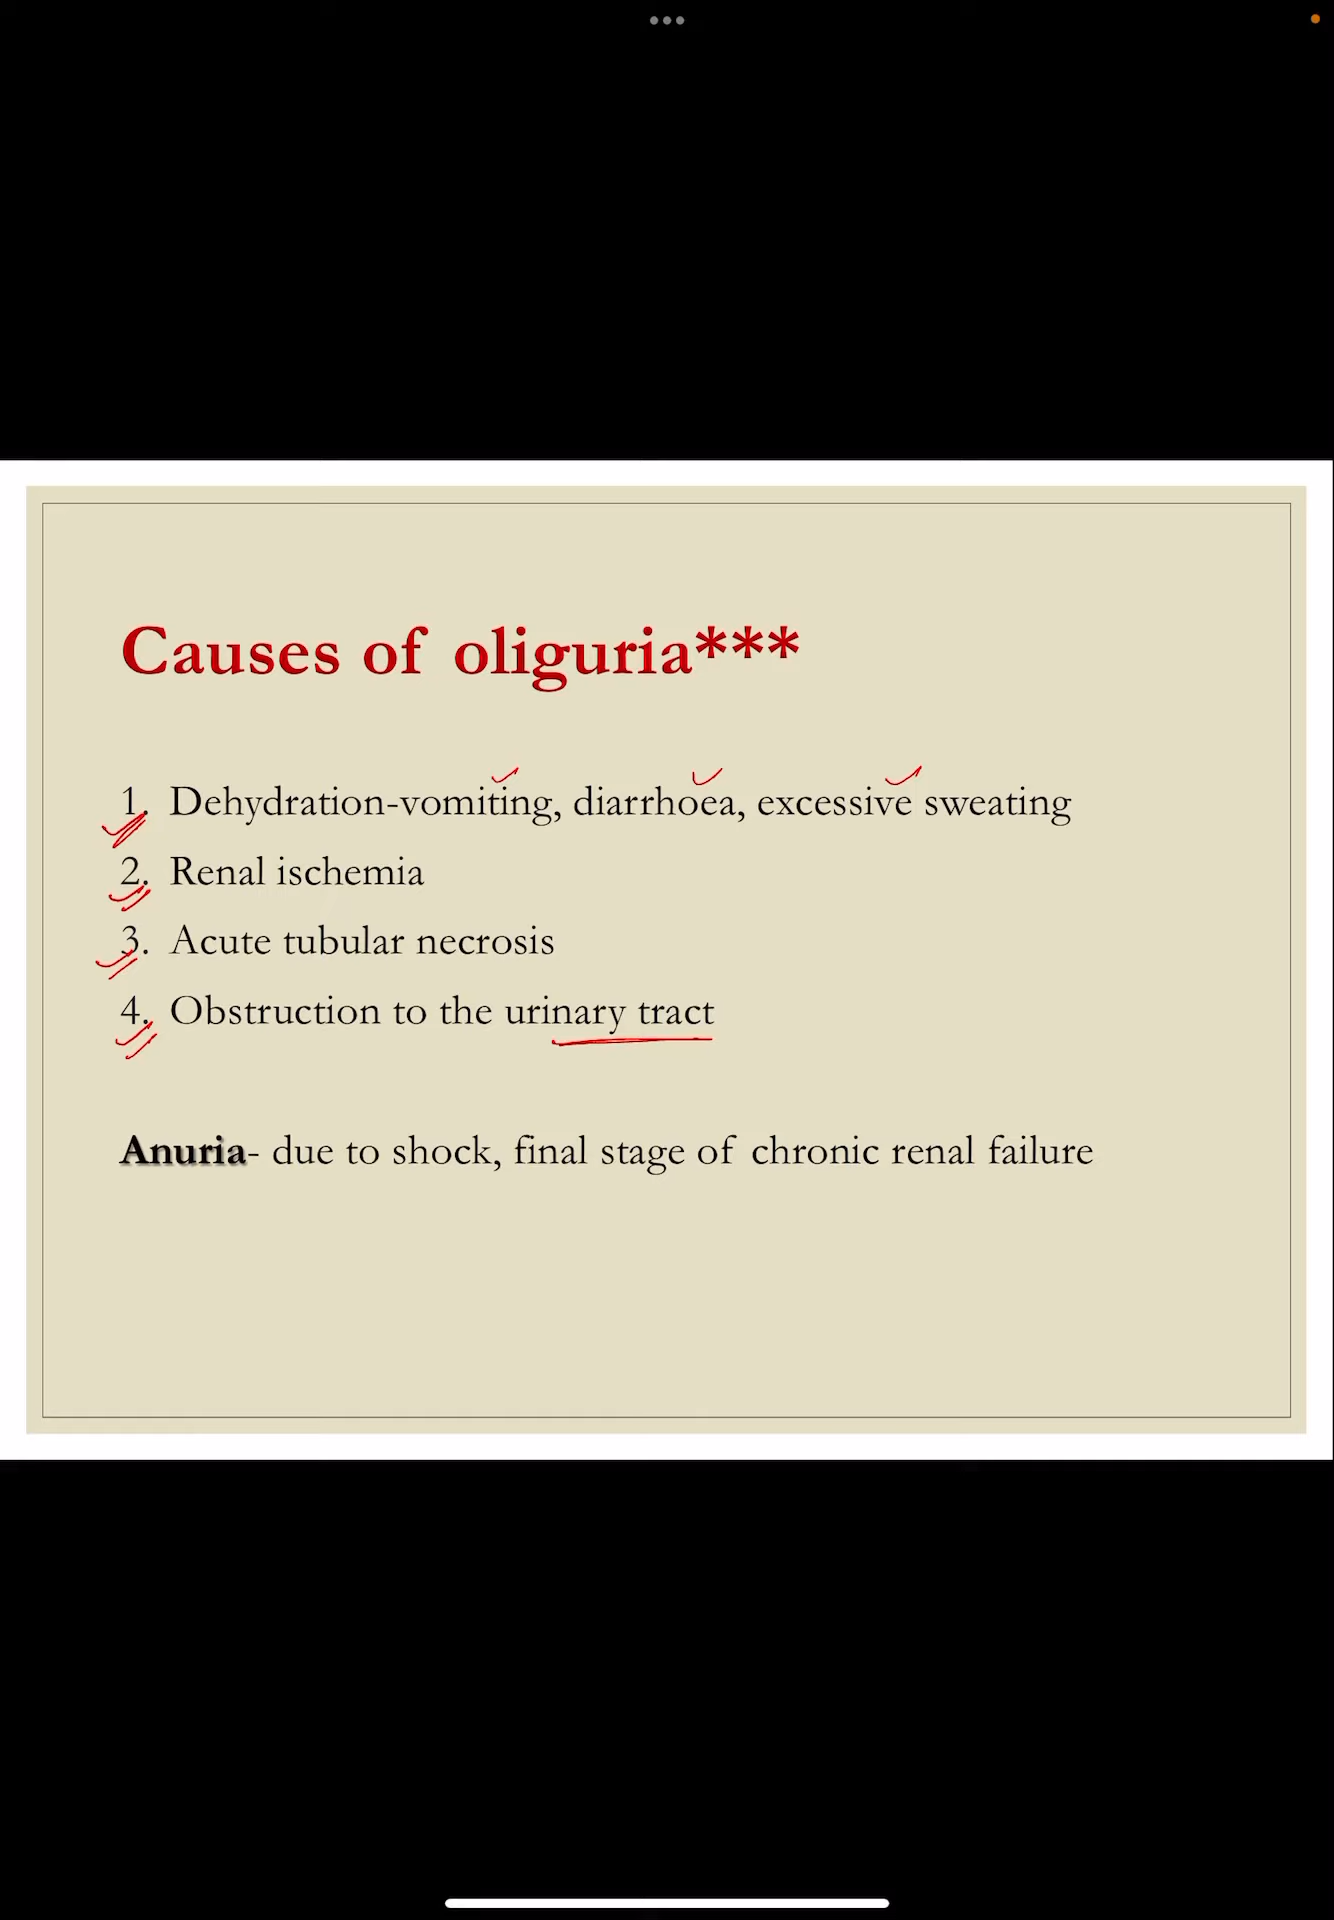 Causes of oliguria***
1. Dehydration-vomiting, diarrhoea, excessive sweating
2. Renal ischemia
3. Acute tubular necrosis
4. Obstruction to the urinary tract
Anuria- due to shock, final stage of chronic renal failure